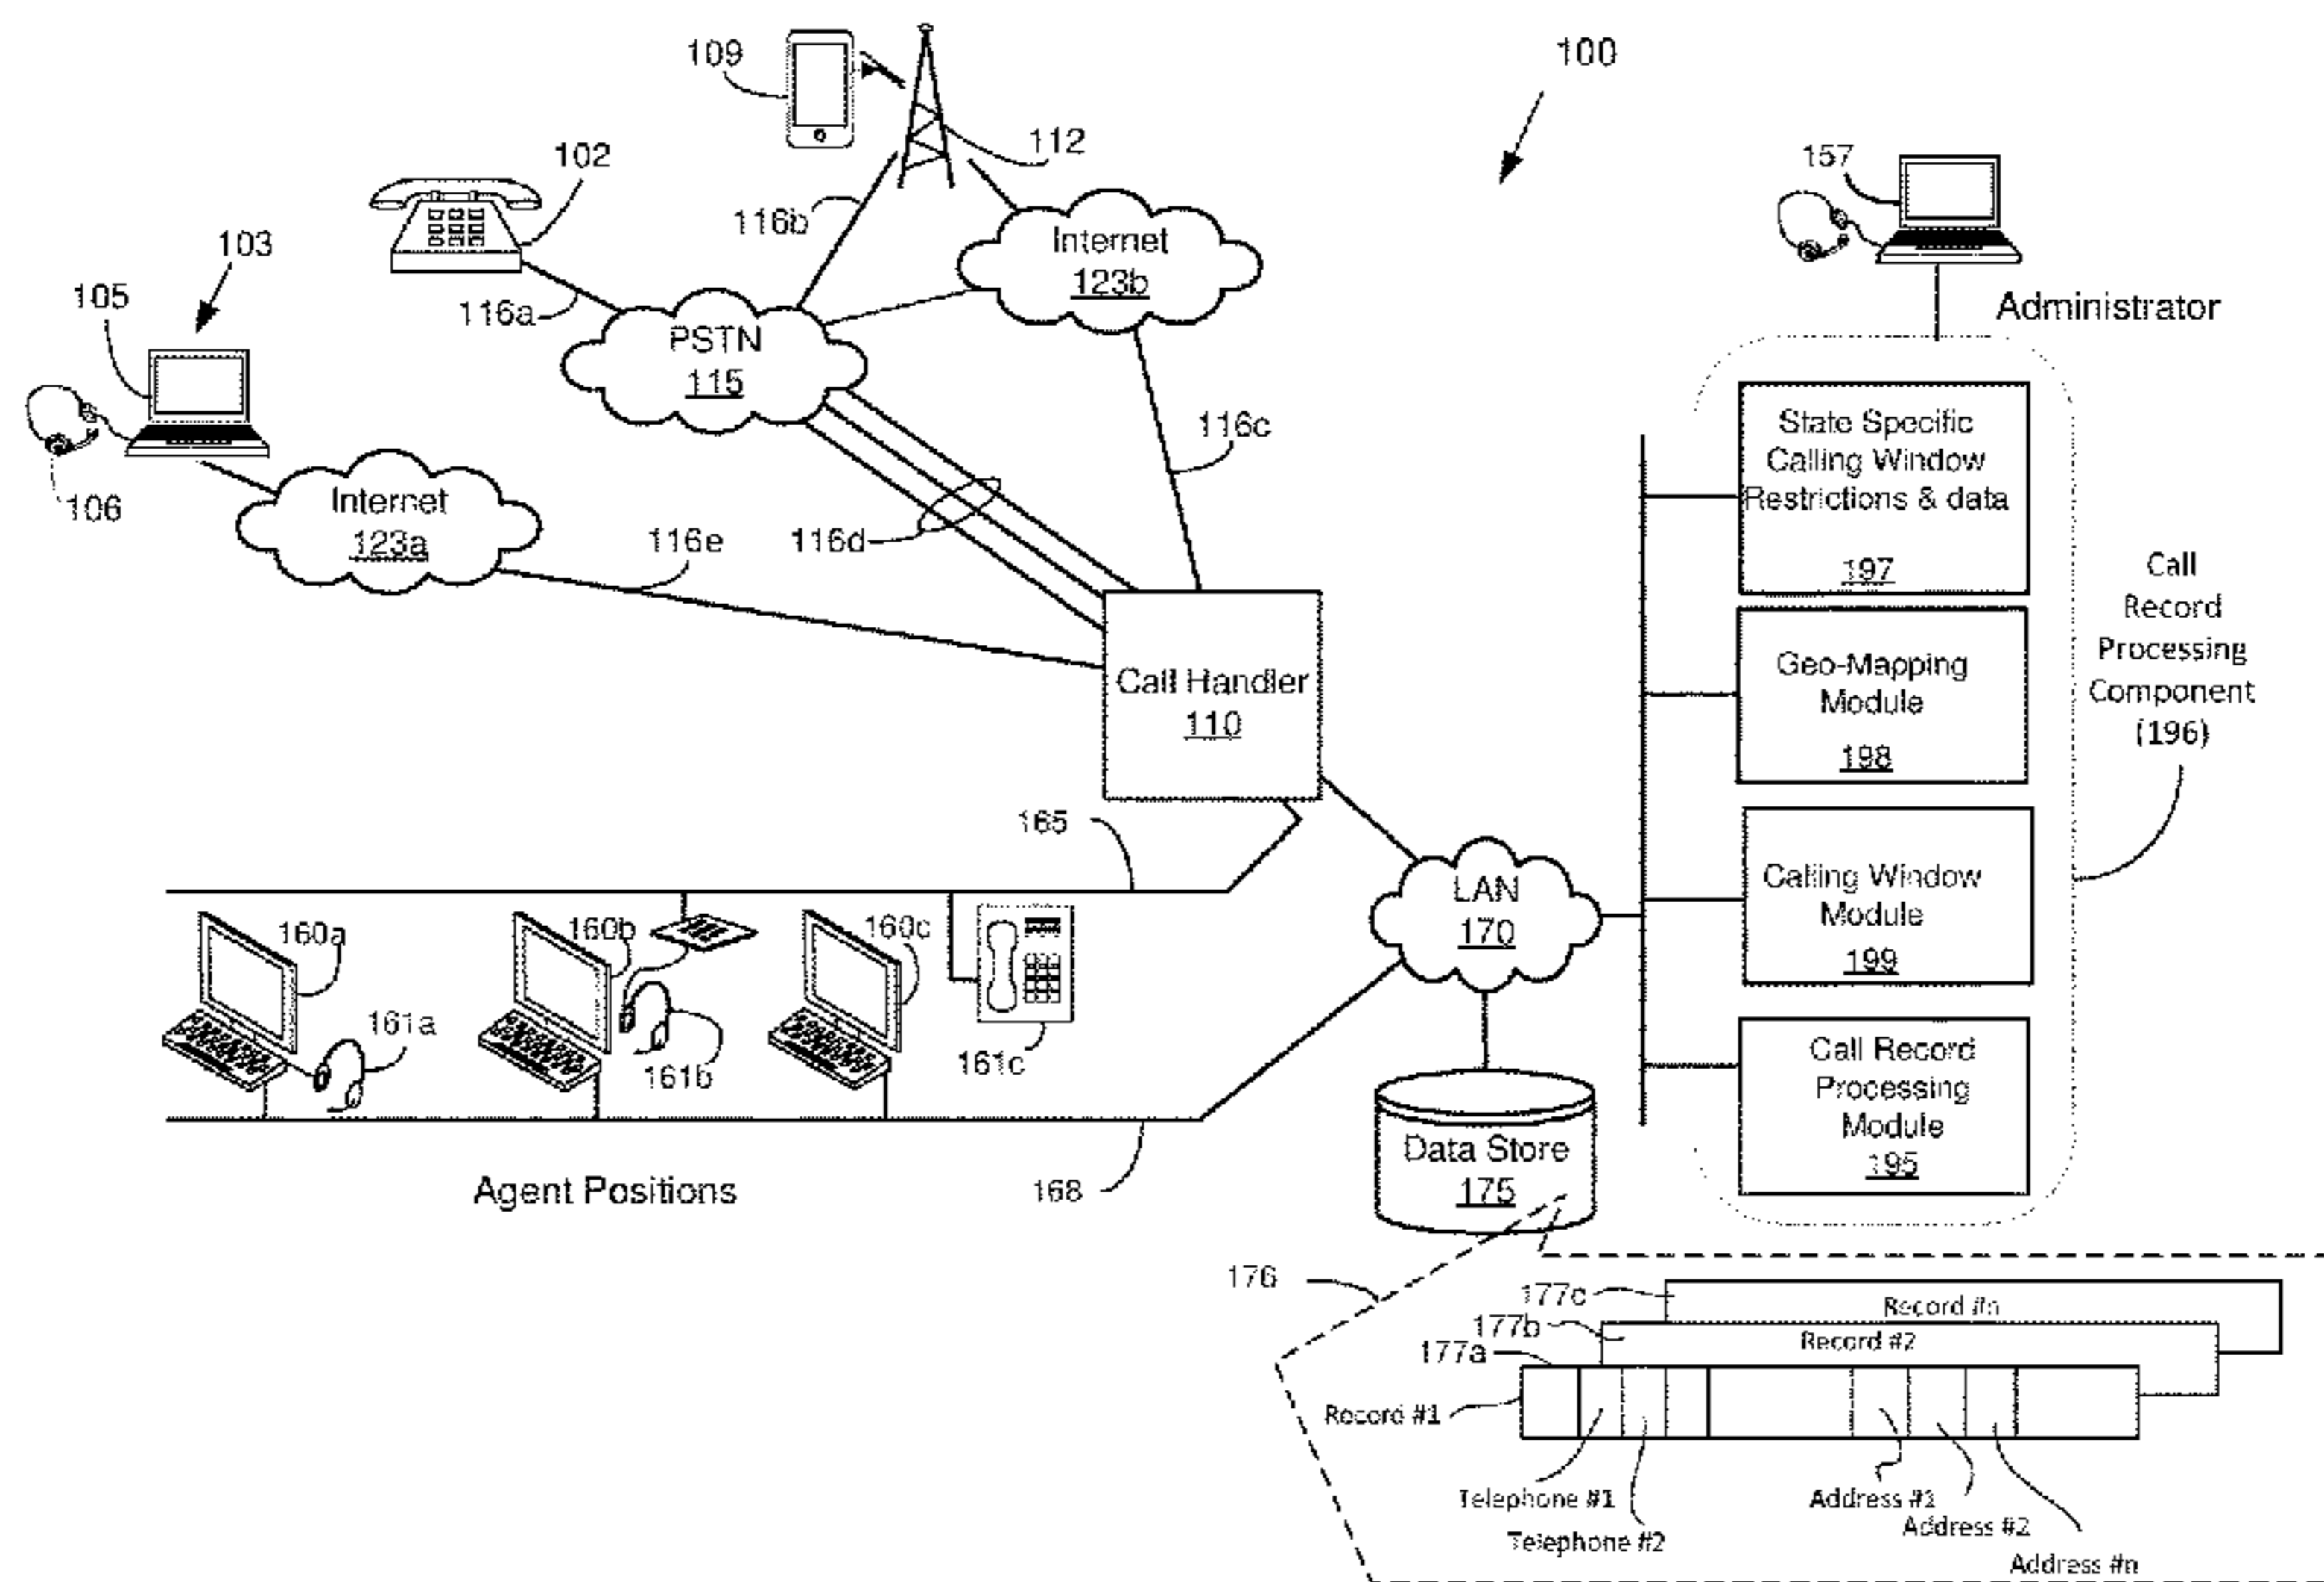 109
100
112
102
157
116b
Internet
123b
103
105
116a
PSTN
115
Administrator
State Specific
Calling Window
Restrictions & data
197
116c
Internet
123a
106
116e
116d
Call
Record
Processing
Component
(196)
Call Handler
110
Geo-Mapping
Module
198
165
LAN
170
Calling Window
Module
199
160a
160b
160c
161a
161b
161c
Call Record
Processing
Module
195
Data Store
175
Agent Positions
168
176
177c
Record #n
177b
Record #2
177a
Record #1
Telephone #1
Telephone #2
Address #1
Address #2
Address #n